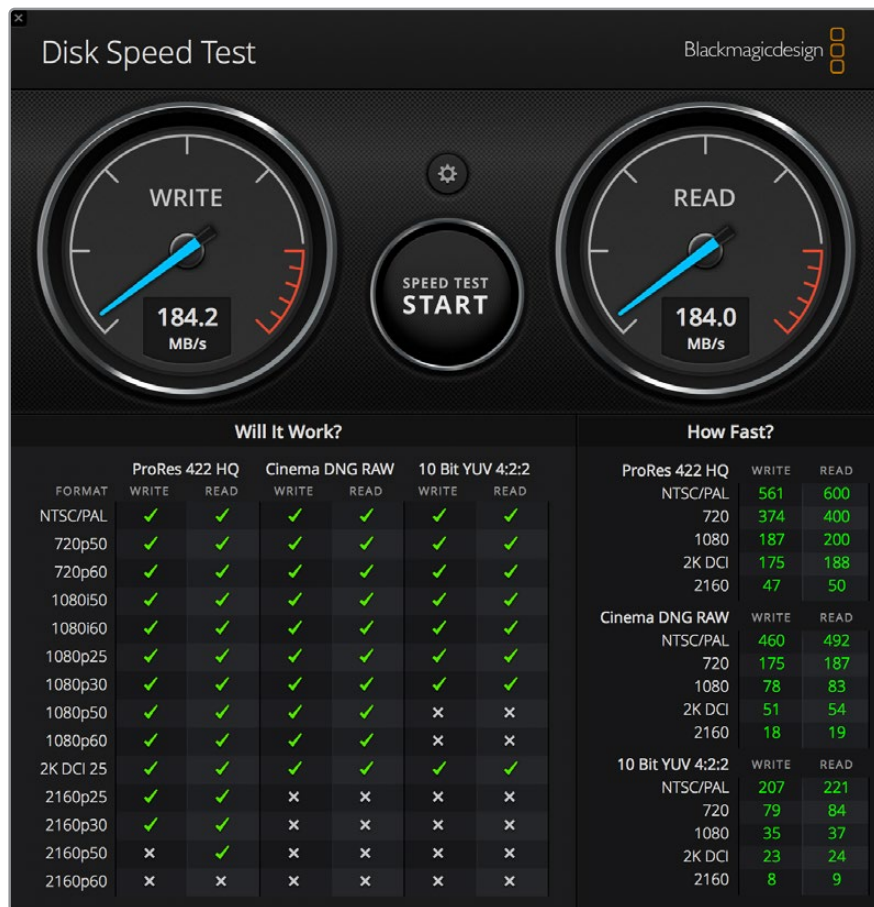 Disk Speed Test
Blackmagicdesign
WRITE
184.2
MB/s
SPEED TEST
START
READ
184.0
MB/s
Will It Work?
ProRes 422 HQ Cinema DNG RAW 10 Bit YUV 4:2:2
FORMAT WRITE READ WRITE READ WRITE READ
NTSC/PAL ✓ ✓ ✓ ✓ ✓ ✓
720p50 ✓ ✓ ✓ ✓ ✓ ✓
720p60 ✓ ✓ ✓ ✓ ✓ ✓
1080i50 ✓ ✓ ✓ ✓ ✓ ✓
1080i60 ✓ ✓ ✓ ✓ ✓ ✓
1080p25 ✓ ✓ ✓ ✓ ✓ ✓
1080p30 ✓ ✓ ✓ ✓ ✓ ✓
1080p50 ✓ ✓ ✓ ✓ × ×
1080p60 ✓ ✓ ✓ ✓ × ×
2K DCI 25 ✓ ✓ ✓ ✓ ✓ ✓
2160p25 ✓ ✓ × × × ×
2160p30 ✓ ✓ × × × ×
2160p50 × ✓ × × × ×
2160p60 × × × × × ×
How Fast?
ProRes 422 HQ WRITE READ
NTSC/PAL 561 600
720 374 400
1080 187 200
2K DCI 175 188
2160 47 50
Cinema DNG RAW WRITE READ
NTSC/PAL 460 492
720 175 187
1080 78 83
2K DCI 51 54
2160 18 19
10 Bit YUV 4:2:2 WRITE READ
NTSC/PAL 207 221
720 79 84
1080 35 37
2K DCI 23 24
2160 8 9